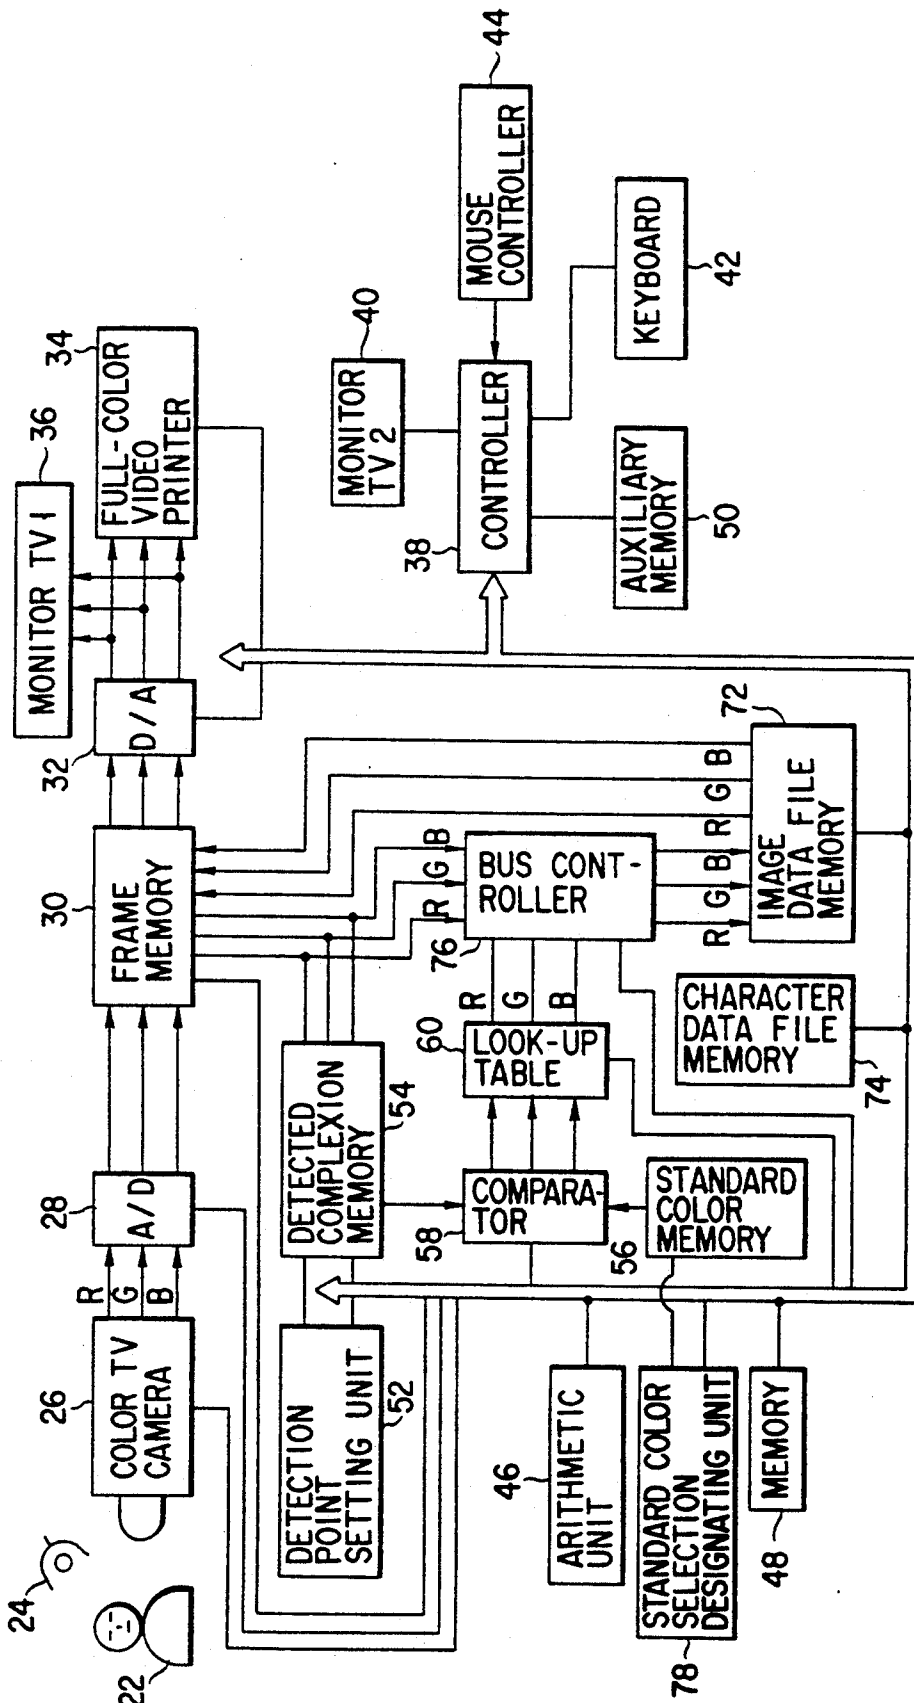 22
24
26
COLOR TV
CAMERA
R
G
B
28
A/D
30
FRAME
MEMORY
32
D/A
MONITOR TV1
36
34
FULL-COLOR
VIDEO
PRINTER
DETECTION
POINT
SETTING UNIT
52
DETECTED
COMPLEXION
MEMORY
54
R
G
B
MONITOR
TV2
40
MOUSE
CONTROLLER
44
38
CONTROLLER
KEYBOARD
42
AUXILIARY
MEMORY
50
COMPARA-
TOR
58
60
LOOK-UP
TABLE
R
G
B
76
BUS CONT-
ROLLER
STANDARD
COLOR
MEMORY
56
R
G
B
R
G
B
72
IMAGE
DATA FILE
MEMORY
CHARACTER
DATA FILE
MEMORY
74
46
ARITHMETIC
UNIT
STANDARD COLOR
SELECTION
DESIGNATING UNIT
78
MEMORY
48